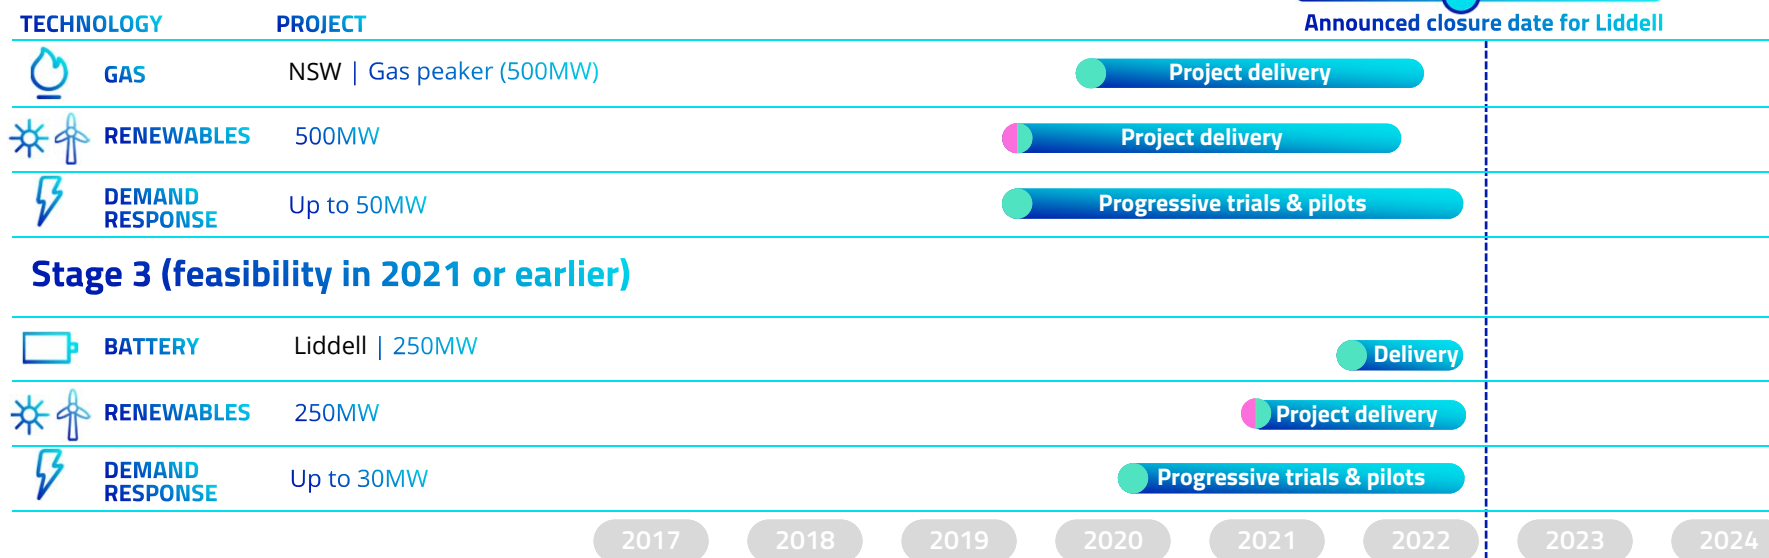 TECHNOLOGY PROJECT Announced closure date for Liddell
GAS NSW | Gas peaker (500MW) Project delivery
RENEWABLES 500MW Project delivery
DEMAND
RESPONSE Up to 50MW Progressive trials & pilots
Stage 3 (feasibility in 2021 or earlier)
BATTERY Liddell | 250MW Delivery
RENEWABLES 250MW Project delivery
DEMAND
RESPONSE Up to 30MW Progressive trials & pilots
2017 2018 2019 2020 2021 2022 2023 2024